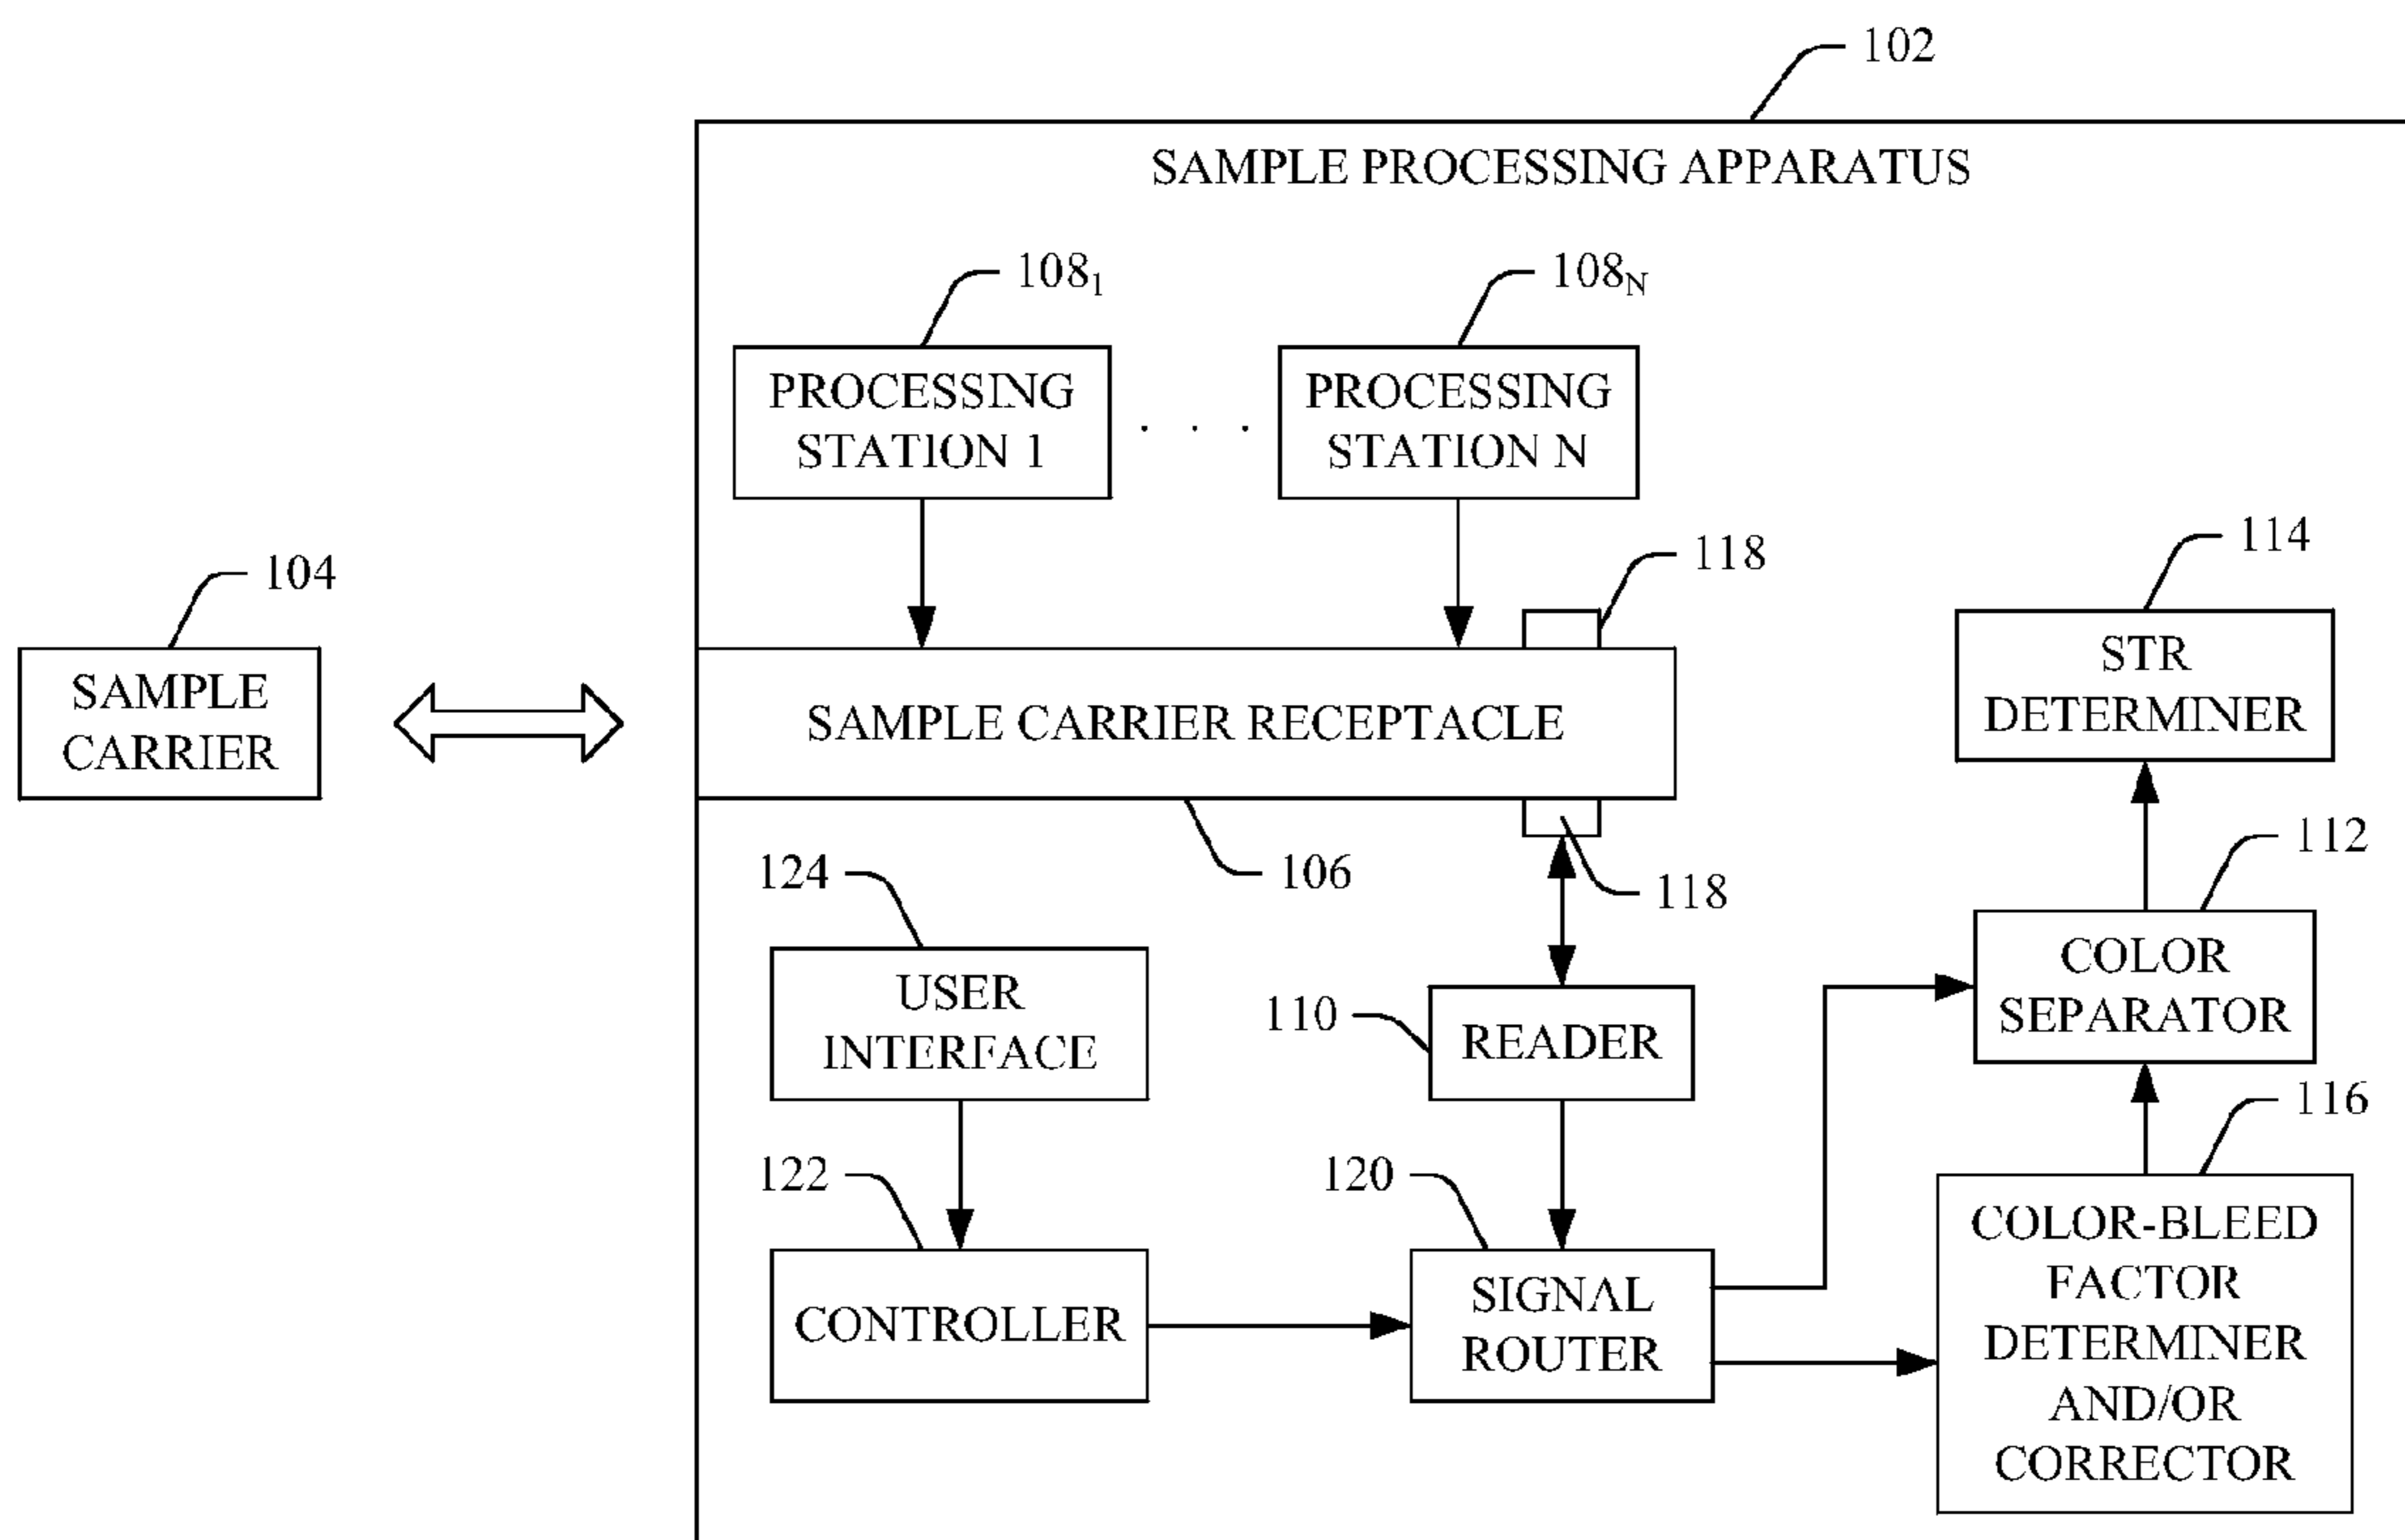 102
SAMPLE PROCESSING APPARATUS
108₁
108_N
PROCESSING
STATION 1
. . .
PROCESSING
STATION N
104
118
114
SAMPLE
CARRIER
SAMPLE CARRIER RECEPTACLE
STR
DETERMINER
106
118
112
124
USER
INTERFACE
110
READER
COLOR
SEPARATOR
116
122
CONTROLLER
120
SIGNAL
ROUTER
COLOR-BLEED
FACTOR
DETERMINER
AND/OR
CORRECTOR